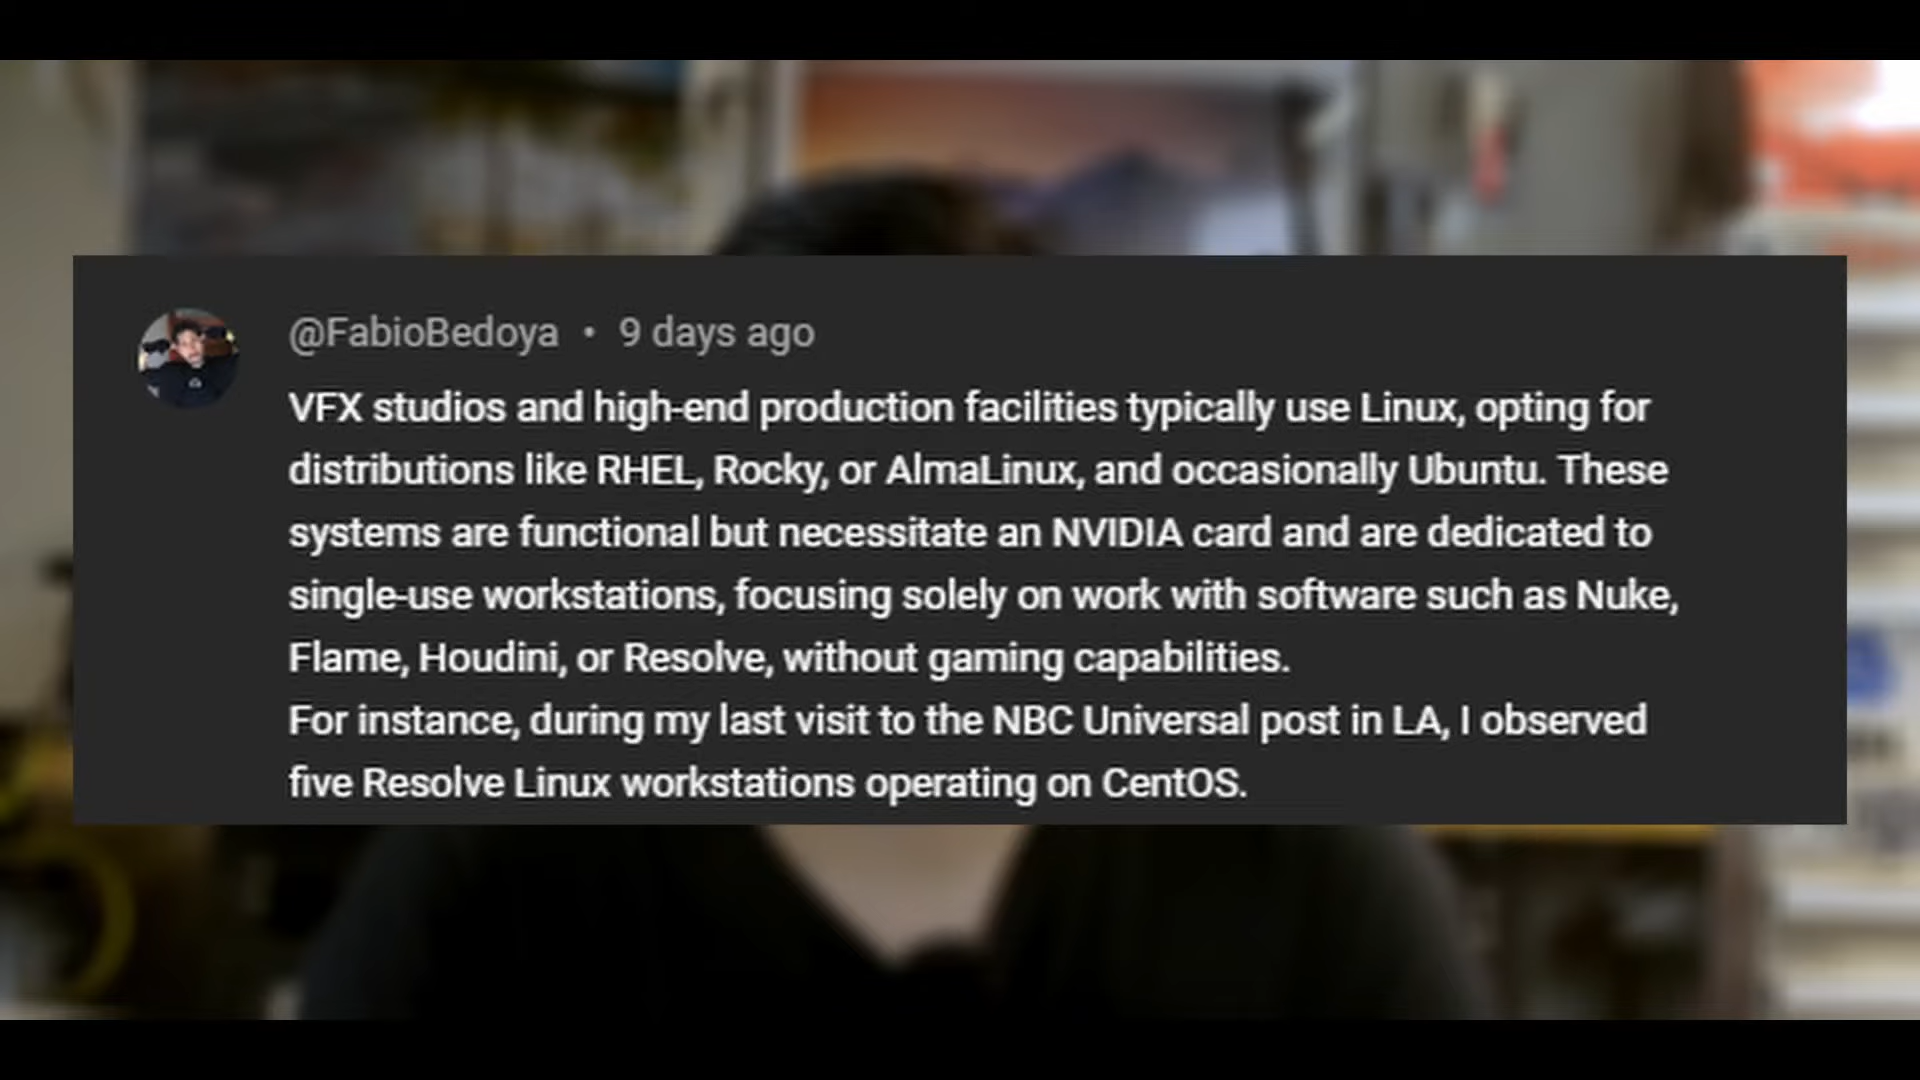 @FabioBedoya • 9 days ago
VFX studios and high-end production facilities typically use Linux, opting for
distributions like RHEL, Rocky, or AlmaLinux, and occasionally Ubuntu. These
systems are functional but necessitate an NVIDIA card and are dedicated to
single-use workstations, focusing solely on work with software such as Nuke,
Flame, Houdini, or Resolve, without gaming capabilities.
For instance, during my last visit to the NBC Universal post in LA, I observed
five Resolve Linux workstations operating on CentOS.